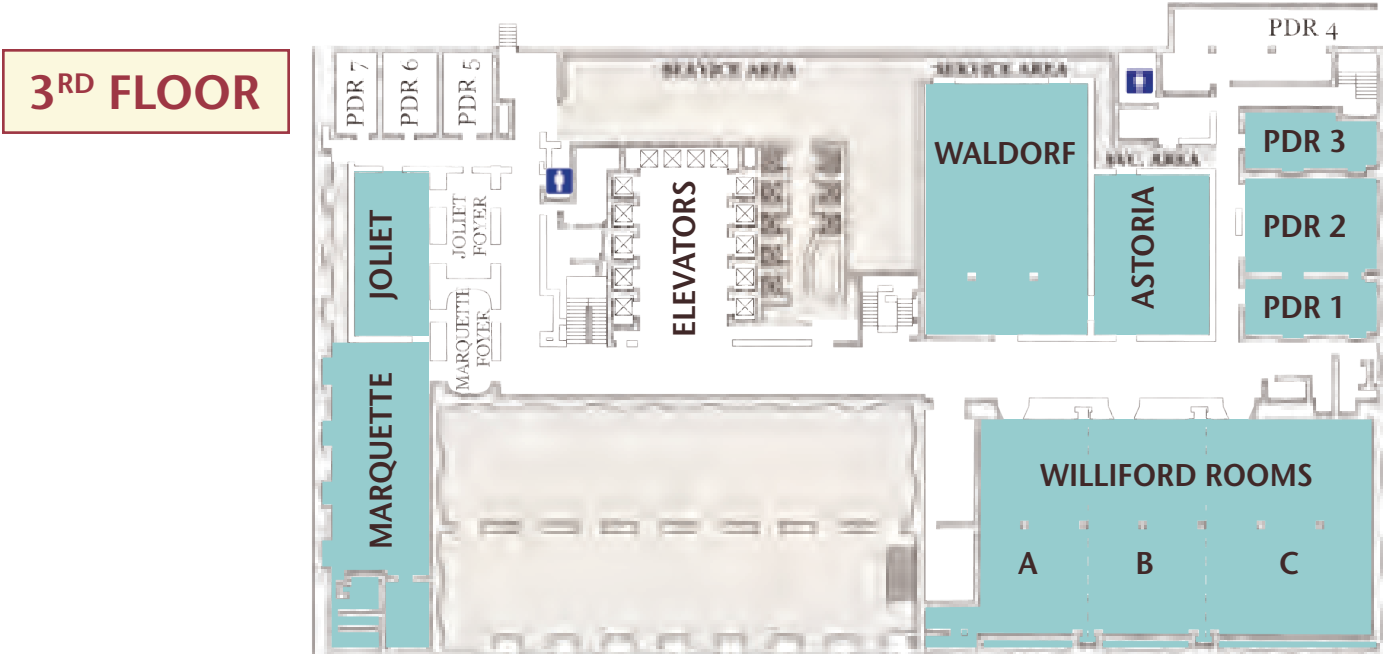 3RD FLOOR
PDR 7
PDR 6
PDR 5
SERVICE AREA
SERVICE AREA
PDR 4
WALDORF
SVC. AREA
PDR 3
JOLIET
JOLIET
FOYER
ELEVATORS
ASTORIA
PDR 2
PDR 1
MARQUETTE
FOYER
MARQUETTE
WILLIFORD ROOMS
A
B
C